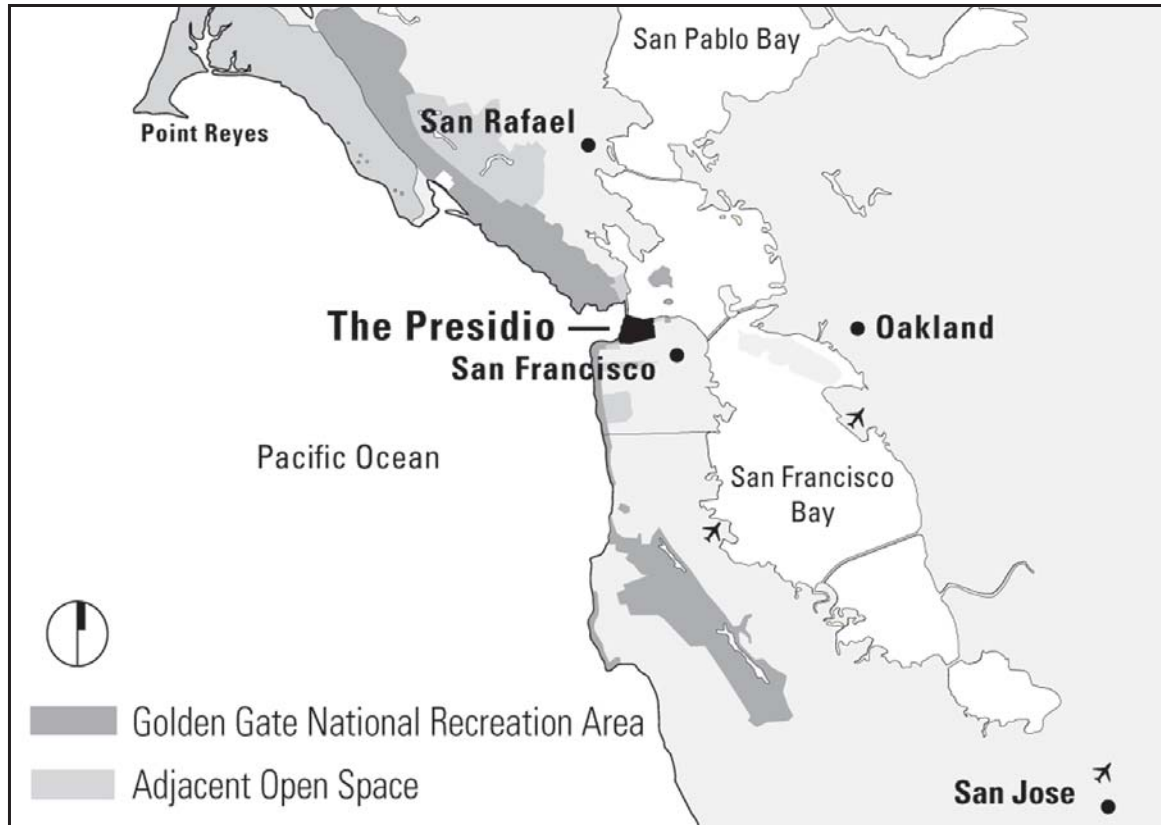 San Pablo Bay
San Rafael
Point Reyes
The Presidio
Oakland
San Francisco
Pacific Ocean
San Francisco
Bay
Golden Gate National Recreation Area
Adjacent Open Space
San Jose